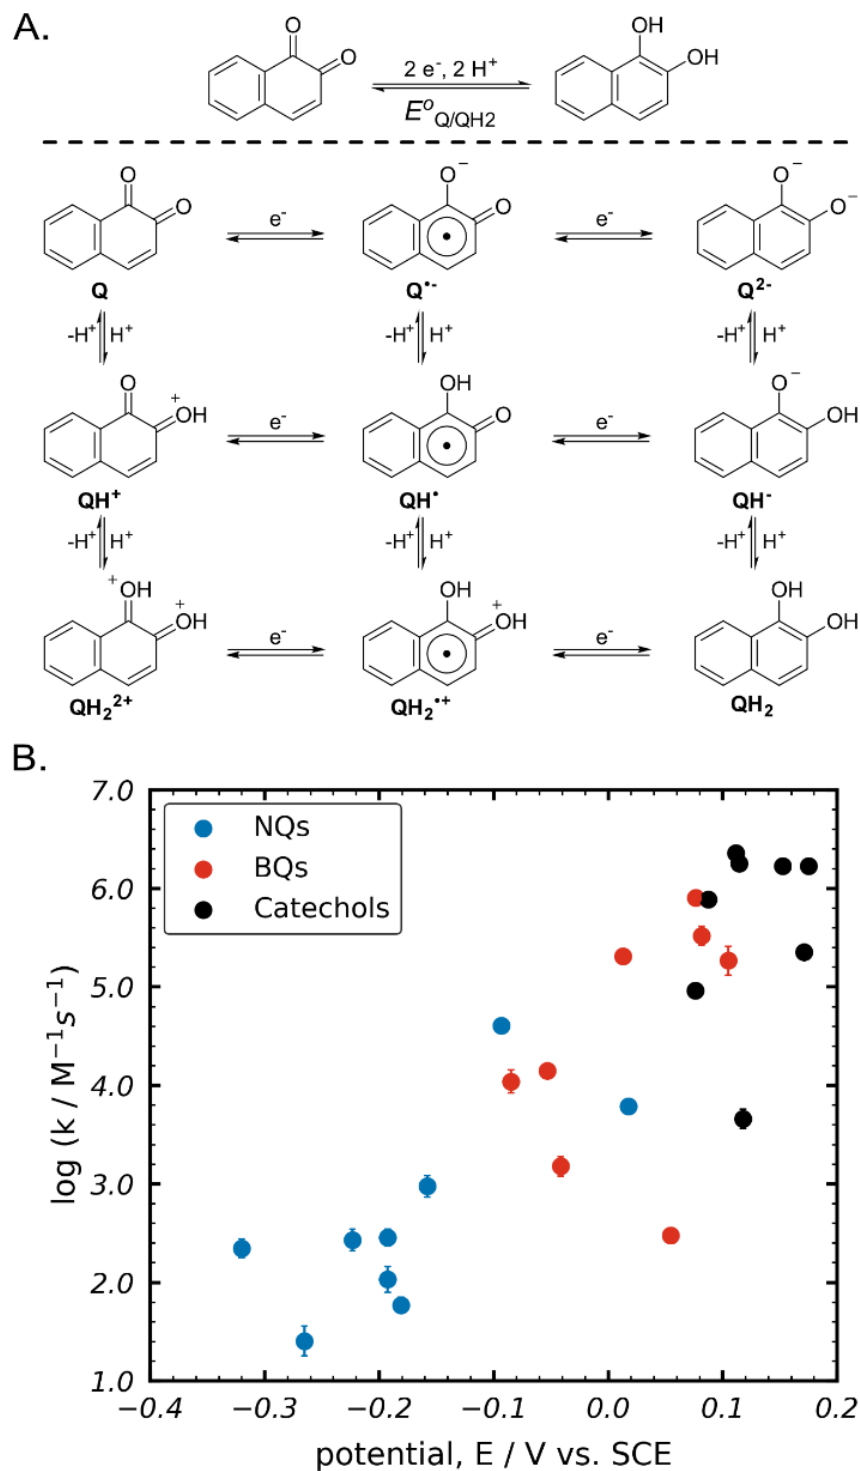 A.
O
O
2 e⁻, 2 H⁺
E°Q/QH2
OH
OH
O
O
Q
e⁻
O⁻
O
Q•⁻
e⁻
O⁻
O⁻
Q²⁻
-H⁺ H⁺
-H⁺ H⁺
-H⁺ H⁺
O
+
OH
QH⁺
e⁻
OH
O
QH•
e⁻
O⁻
OH
QH⁻
-H⁺ H⁺
-H⁺ H⁺
-H⁺ H⁺
+
OH
+
OH
QH₂²⁺
e⁻
OH
+
OH
QH₂•⁺
e⁻
OH
OH
QH₂
B.
log (k / M⁻¹s⁻¹)
7.0
6.0
5.0
4.0
3.0
2.0
1.0
NQs
BQs
Catechols
−0.4 −0.3 −0.2 −0.1 0.0 0.1 0.2
potential, E / V vs. SCE